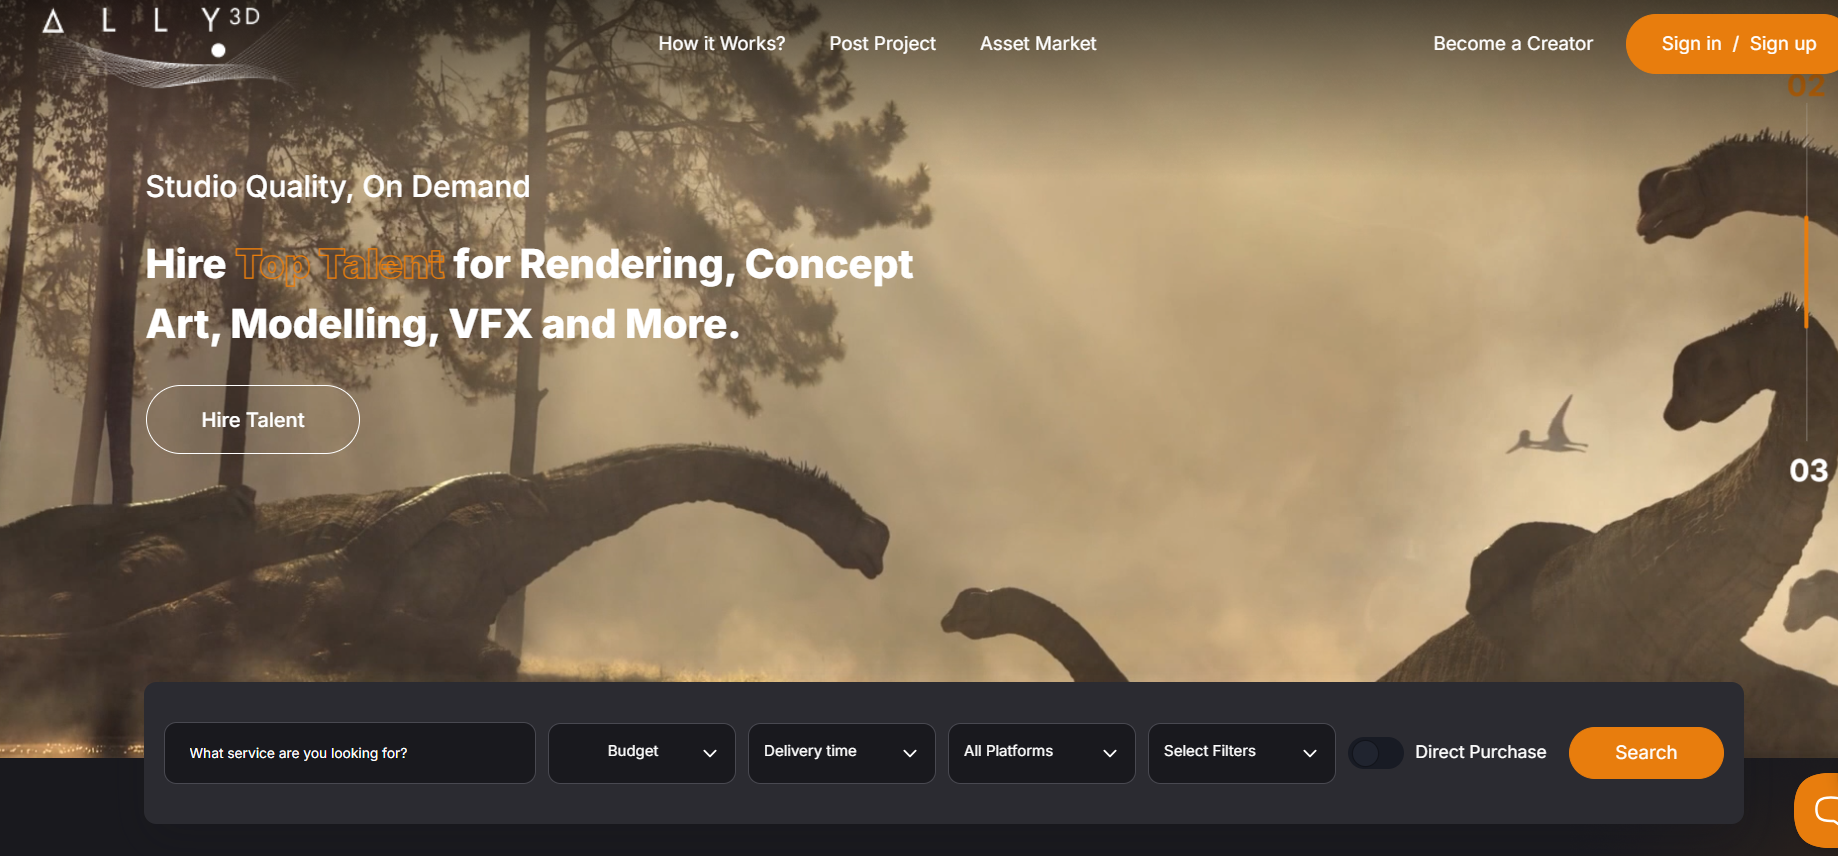 ALLY3D
How it Works?
Post Project
Asset Market
Become a Creator
Sign in / Sign up
02
Studio Quality, On Demand
Hire Top Talent for Rendering, Concept
Art, Modelling, VFX and More.
Hire Talent
03
What service are you looking for?
Budget
Delivery time
All Platforms
Select Filters
Direct Purchase
Search